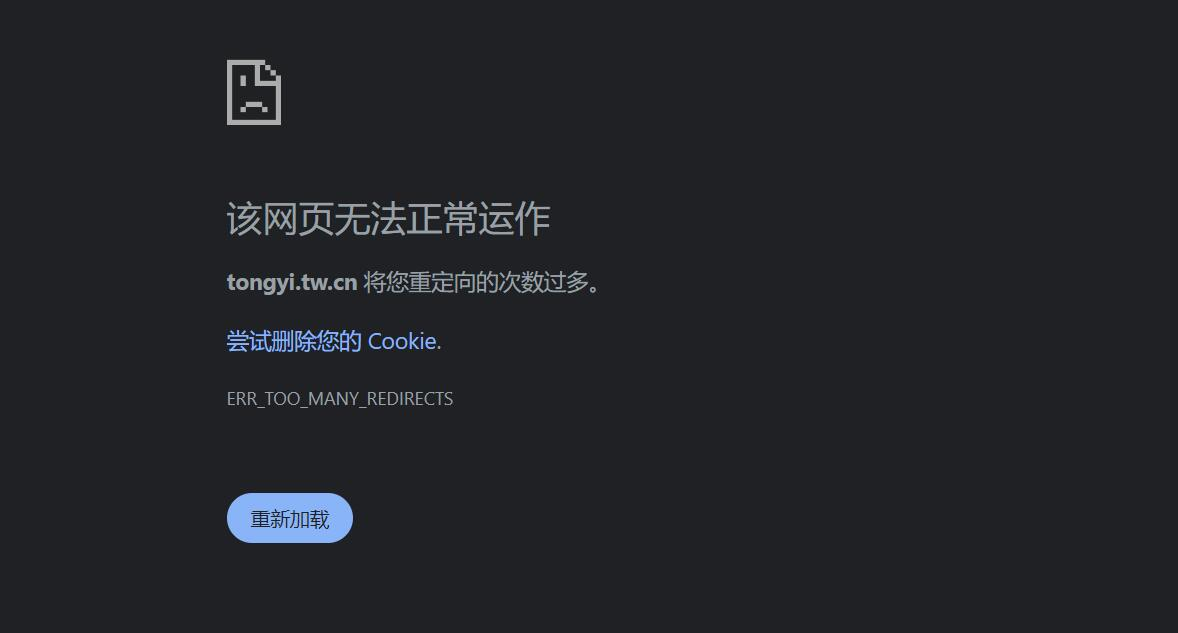 该网页无法正常运作
tongyi.tw.cn 将您重定向的次数过多。
尝试删除您的 Cookie.
ERR_TOO_MANY_REDIRECTS
重新加载